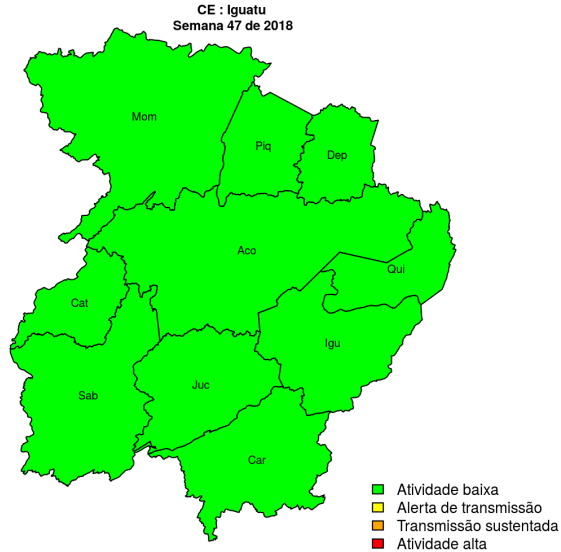 CE : Iguatu
Semana 47 de 2018
Mom
Piq
Dep
Aco
Qui
Cat
Igu
Juc
Sab
Car
Atividade baixa
Alerta de transmissão
Transmissão sustentada
Atividade alta